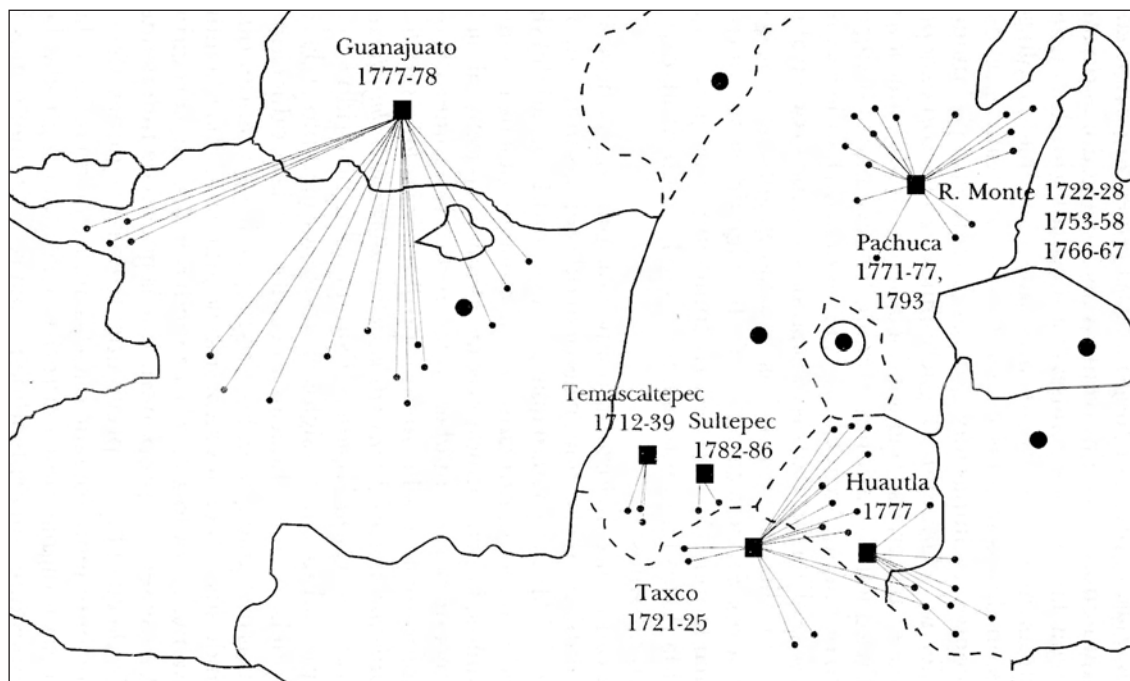 Guanajuato
1777-78
R. Monte 1722-28
1753-58
1766-67
Pachuca
1771-77,
1793
Temascaltepec
1712-39
Sultepec
1782-86
Huautla
1777
Taxco
1721-25